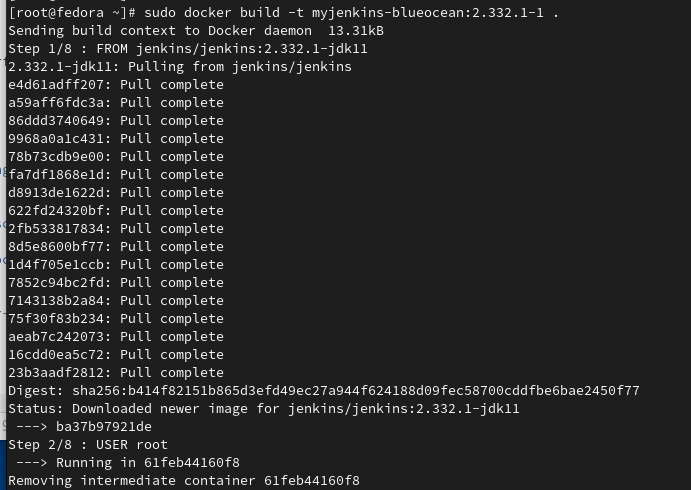 [root@fedora ~]# sudo docker build -t myjenkins-blueocean:2.332.1-1 .
Sending build context to Docker daemon  13.31kB
Step 1/8 : FROM jenkins/jenkins:2.332.1-jdk11
2.332.1-jdk11: Pulling from jenkins/jenkins
e4d61adff207: Pull complete
a59aff6fdc3a: Pull complete
86ddd3740649: Pull complete
9968a0a1c431: Pull complete
78b73cdb9e00: Pull complete
fa7df1868e1d: Pull complete
d8913de1622d: Pull complete
622fd24320bf: Pull complete
2fb533817834: Pull complete
8d5e8600bf77: Pull complete
1d4f705e1ccb: Pull complete
7852c94bc2fd: Pull complete
7143138b2a84: Pull complete
75f30f83b234: Pull complete
aeab7c242073: Pull complete
16cdd0ea5c72: Pull complete
23b3aadf2812: Pull complete
Digest: sha256:b414f82151b865d3efd49ec27a944f624188d09fec58700cddfbe6bae2450f77
Status: Downloaded newer image for jenkins/jenkins:2.332.1-jdk11
 ---> ba37b97921de
Step 2/8 : USER root
 ---> Running in 61feb44160f8
Removing intermediate container 61feb44160f8